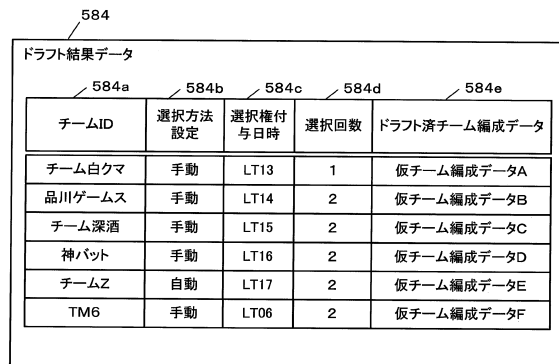 584
ドラフト結果データ
584a 584b 584c 584d 584e
チームID 選択方法設定 選択権付与日時 選択回数 ドラフト済チーム編成データ
チーム白クマ 手動 LT13 1 仮チーム編成データA
品川ゲームス 手動 LT14 2 仮チーム編成データB
チーム深酒 手動 LT15 2 仮チーム編成データC
神バット 手動 LT16 2 仮チーム編成データD
チームZ 自動 LT17 2 仮チーム編成データE
TM6 手動 LT06 2 仮チーム編成データF